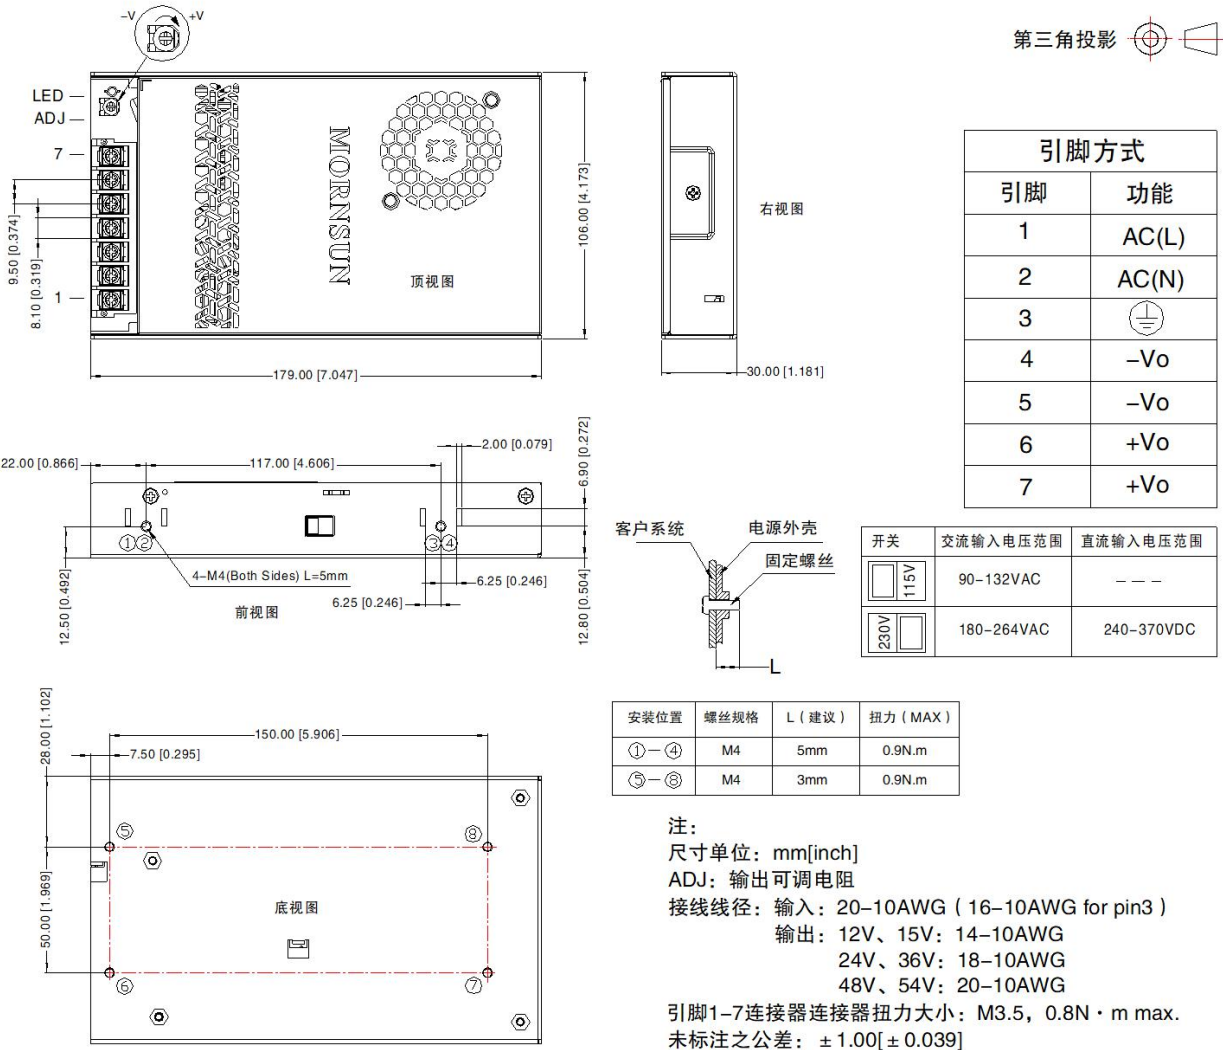 −V
+V
第三角投影
LED
ADJ
7
1
9.50 [0.374]
8.10 [0.319]
MORNSUN
顶视图
106.00 [4.173]
179.00 [7.047]
右视图
30.00 [1.181]
引脚方式
引脚 功能
1 AC(L)
2 AC(N)
3
4 −Vo
5 −Vo
6 +Vo
7 +Vo
22.00 [0.866]
117.00 [4.606]
2.00 [0.079]
6.90 [0.272]
① ②
③ ④
4−M4(Both Sides) L=5mm
6.25 [0.246]
6.25 [0.246]
12.50 [0.492]
12.80 [0.504]
前视图
客户系统
电源外壳
固定螺丝
L
开关 交流输入电压范围 直流输入电压范围
115V 90−132VAC −−−
230V 180−264VAC 240−370VDC
安装位置 螺丝规格 L（建议） 扭力（MAX）
①−④ M4 5mm 0.9N.m
⑤−⑧ M4 3mm 0.9N.m
28.00 [1.102]
150.00 [5.906]
7.50 [0.295]
50.00 [1.969]
⑤
⑧
底视图
⑥
⑦
注：
尺寸单位：mm[inch]
ADJ：输出可调电阻
接线线径：输入：20−10AWG（16−10AWG for pin3）
输出：12V、15V：14−10AWG
24V、36V：18−10AWG
48V、54V：20−10AWG
引脚1−7连接器连接器扭力大小：M3.5，0.8N·m max.
未标注之公差：±1.00[±0.039]